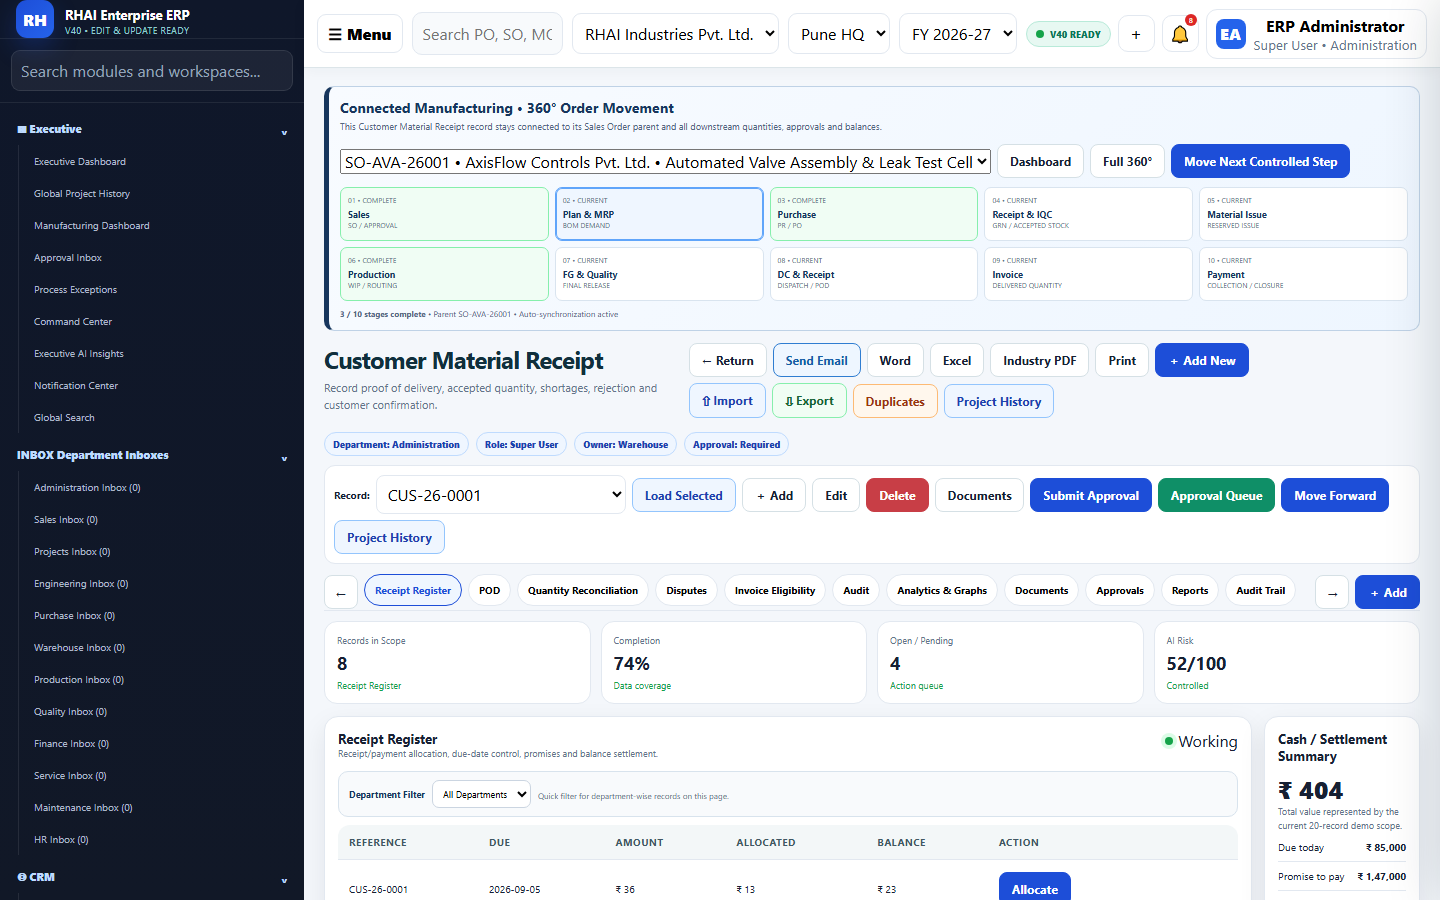 RH
RHAI Enterprise ERP
V40 • EDIT & UPDATE READY
Search modules and workspaces...
Executive
Executive Dashboard
Global Project History
Manufacturing Dashboard
Approval Inbox
Process Exceptions
Command Center
Executive AI Insights
Notification Center
Global Search
INBOX Department Inboxes
Administration Inbox (0)
Sales Inbox (0)
Projects Inbox (0)
Engineering Inbox (0)
Purchase Inbox (0)
Warehouse Inbox (0)
Production Inbox (0)
Quality Inbox (0)
Finance Inbox (0)
Service Inbox (0)
Maintenance Inbox (0)
HR Inbox (0)
CRM
☰ Menu
Search PO, SO, MC
RHAI Industries Pvt. Ltd.
Pune HQ
FY 2026-27
V40 READY
+
8
EA
ERP Administrator
Super User • Administration
Connected Manufacturing • 360° Order Movement
This Customer Material Receipt record stays connected to its Sales Order parent and all downstream quantities, approvals and balances.
SO-AVA-26001 • AxisFlow Controls Pvt. Ltd. • Automated Valve Assembly & Leak Test Cell
Dashboard
Full 360°
Move Next Controlled Step
01 • COMPLETE
Sales
SO / APPROVAL
02 • CURRENT
Plan & MRP
BOM DEMAND
03 • COMPLETE
Purchase
PR / PO
04 • CURRENT
Receipt & IQC
GRN / ACCEPTED STOCK
05 • CURRENT
Material Issue
RESERVED ISSUE
06 • COMPLETE
Production
WIP / ROUTING
07 • CURRENT
FG & Quality
FINAL RELEASE
08 • CURRENT
DC & Receipt
DISPATCH / POD
09 • CURRENT
Invoice
DELIVERED QUANTITY
10 • CURRENT
Payment
COLLECTION / CLOSURE
3 / 10 stages complete • Parent SO-AVA-26001 • Auto-synchronization active
Customer Material Receipt
Record proof of delivery, accepted quantity, shortages, rejection and
customer confirmation.
← Return
Send Email
Word
Excel
Industry PDF
Print
+ Add New
⇧ Import
⇩ Export
Duplicates
Project History
Department: Administration
Role: Super User
Owner: Warehouse
Approval: Required
Record:
CUS-26-0001
Load Selected
+ Add
Edit
Delete
Documents
Submit Approval
Approval Queue
Move Forward
Project History
←
Receipt Register
POD
Quantity Reconciliation
Disputes
Invoice Eligibility
Audit
Analytics & Graphs
Documents
Approvals
Reports
Audit Trail
→
+ Add
Records in Scope
8
Receipt Register
Completion
74%
Data coverage
Open / Pending
4
Action queue
AI Risk
52/100
Controlled
Receipt Register
Receipt/payment allocation, due-date control, promises and balance settlement.
Working
Department Filter
All Departments
Quick filter for department-wise records on this page.
REFERENCE DUE AMOUNT ALLOCATED BALANCE ACTION
CUS-26-0001 2026-09-05 ₹ 36 ₹ 13 ₹ 23 Allocate
Cash / Settlement
Summary
₹ 404
Total value represented by the
current 20-record demo scope.
Due today ₹ 85,000
Promise to pay ₹ 1,47,000